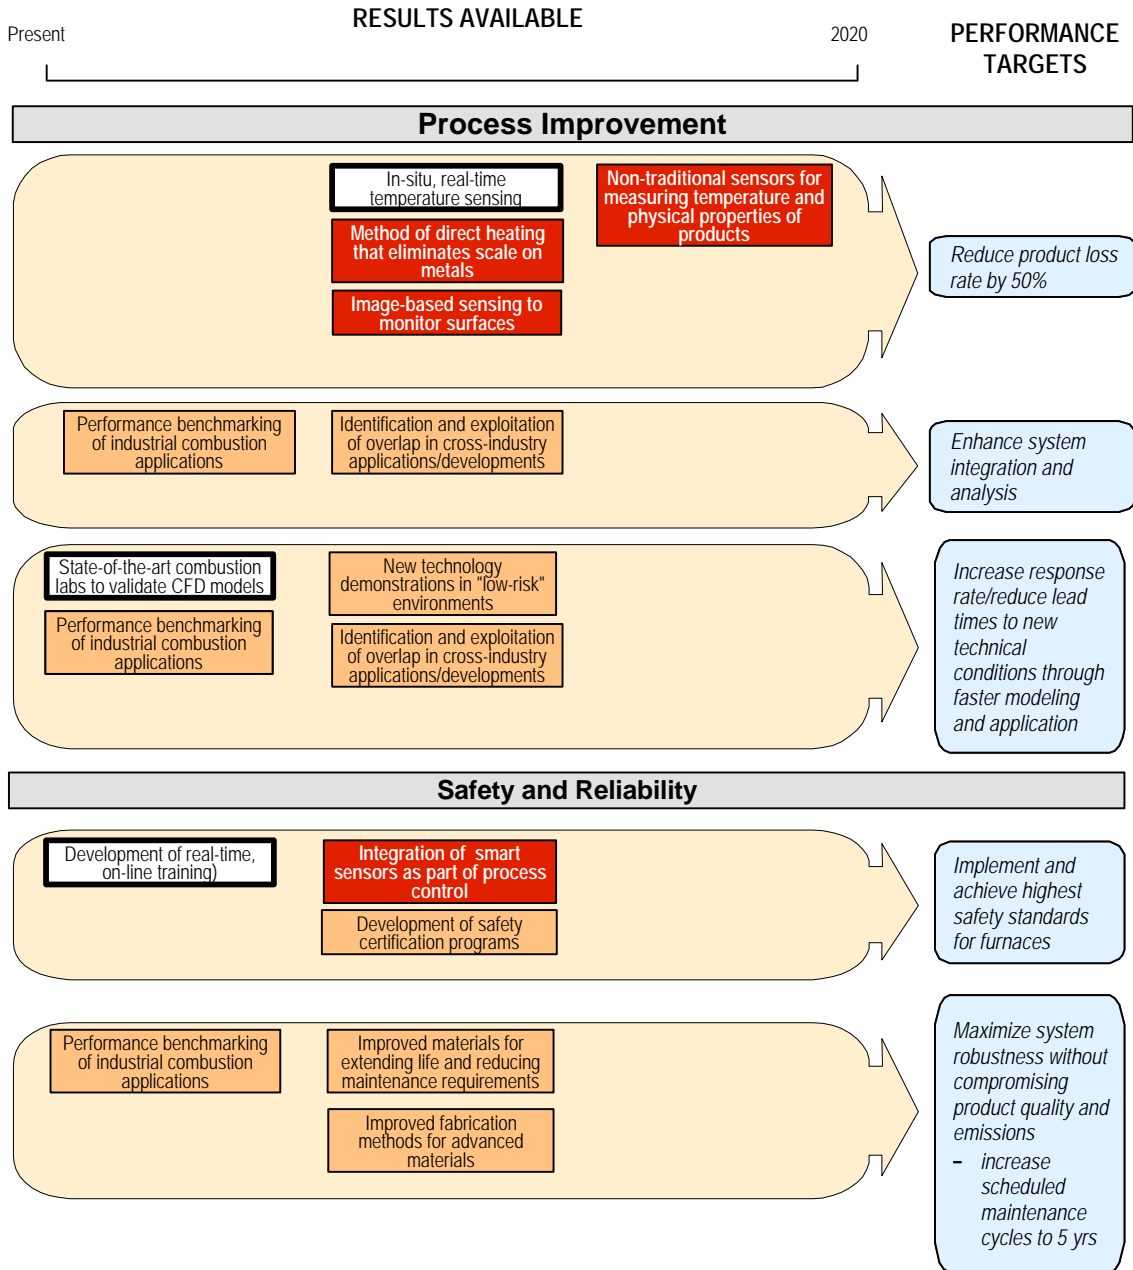 RESULTS AVAILABLE
Present
2020
PERFORMANCE
TARGETS
Process Improvement
In-situ, real-time
temperature sensing
Method of direct heating
that eliminates scale on
metals
Image-based sensing to
monitor surfaces
Non-traditional sensors for
measuring temperature and
physical properties of
products
Reduce product loss
rate by 50%
Performance benchmarking
of industrial combustion
applications
Identification and exploitation
of overlap in cross-industry
applications/developments
Enhance system
integration and
analysis
State-of-the-art combustion
labs to validate CFD models
Performance benchmarking
of industrial combustion
applications
New technology
demonstrations in "low-risk"
environments
Identification and exploitation
of overlap in cross-industry
applications/developments
Increase response
rate/reduce lead
times to new
technical
conditions through
faster modeling
and application
Safety and Reliability
Development of real-time,
on-line training)
Integration of smart
sensors as part of process
control
Development of safety
certification programs
Implement and
achieve highest
safety standards
for furnaces
Performance benchmarking
of industrial combustion
applications
Improved materials for
extending life and reducing
maintenance requirements
Improved fabrication
methods for advanced
materials
Maximize system
robustness without
compromising
product quality and
emissions
– increase
scheduled
maintenance
cycles to 5 yrs